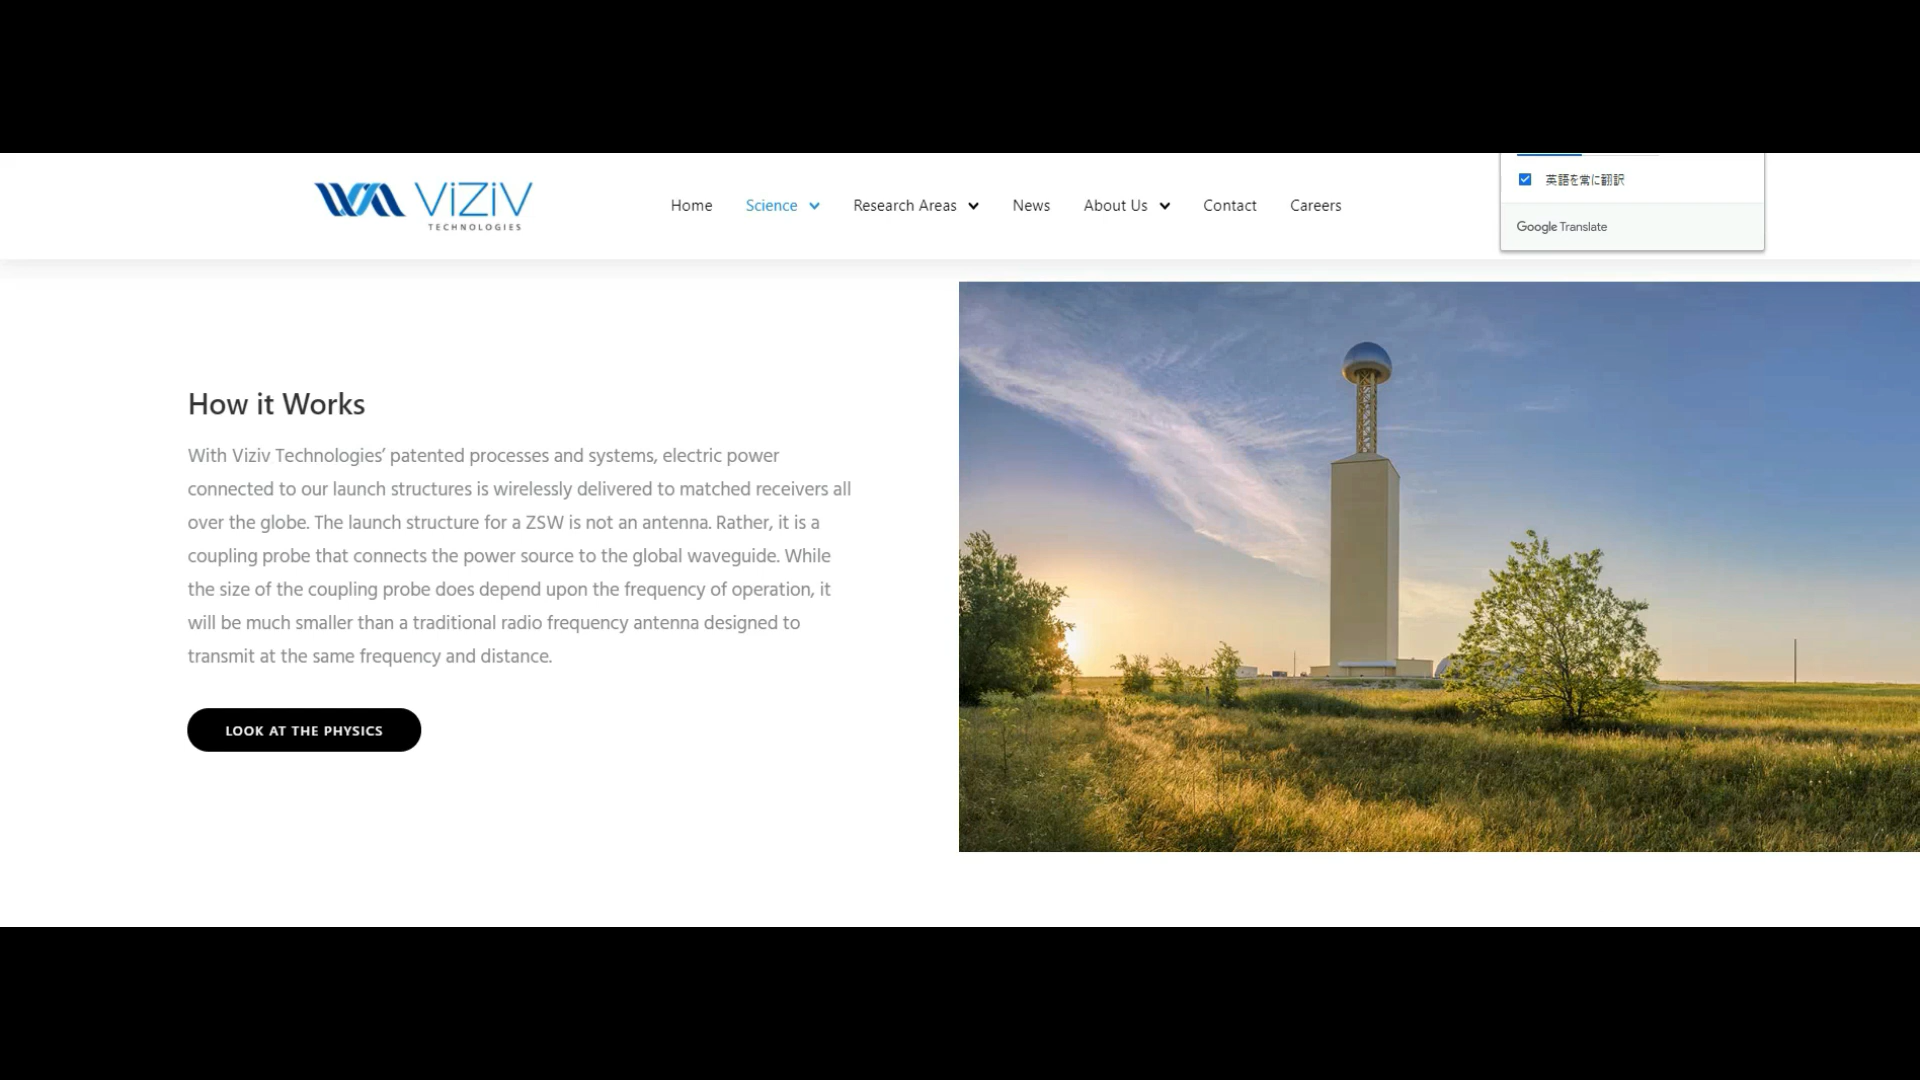 VIZIV
TECHNOLOGIES
Home
Science
Research Areas
News
About Us
Contact
Careers
英語を常に翻訳
Google Translate
How it Works
With Viziv Technologies’ patented processes and systems, electric power
connected to our launch structures is wirelessly delivered to matched receivers all
over the globe. The launch structure for a ZSW is not an antenna. Rather, it is a
coupling probe that connects the power source to the global waveguide. While
the size of the coupling probe does depend upon the frequency of operation, it
will be much smaller than a traditional radio frequency antenna designed to
transmit at the same frequency and distance.
LOOK AT THE PHYSICS